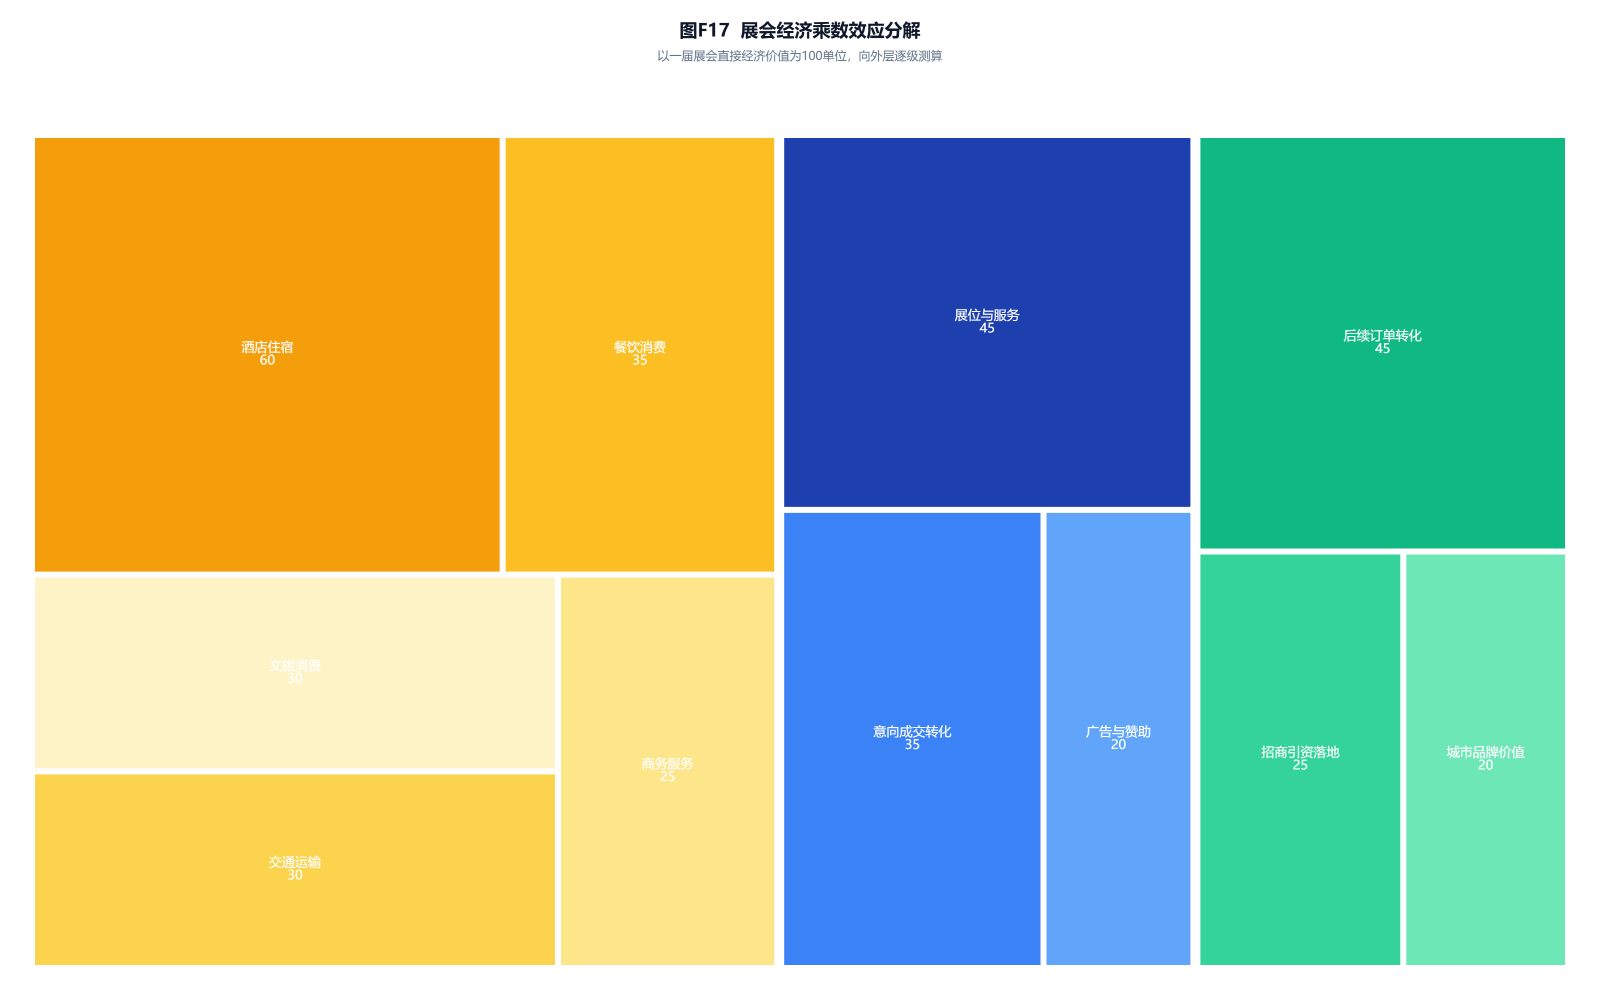 图F17 展会经济乘数效应分解
以一届展会直接经济价值为100单位，向外层逐级测算
酒店住宿
60
餐饮消费
35
文旅消费
30
交通运输
30
商务服务
25
展位与服务
45
意向成交转化
35
广告与赞助
20
后续订单转化
45
招商引资落地
25
城市品牌价值
20